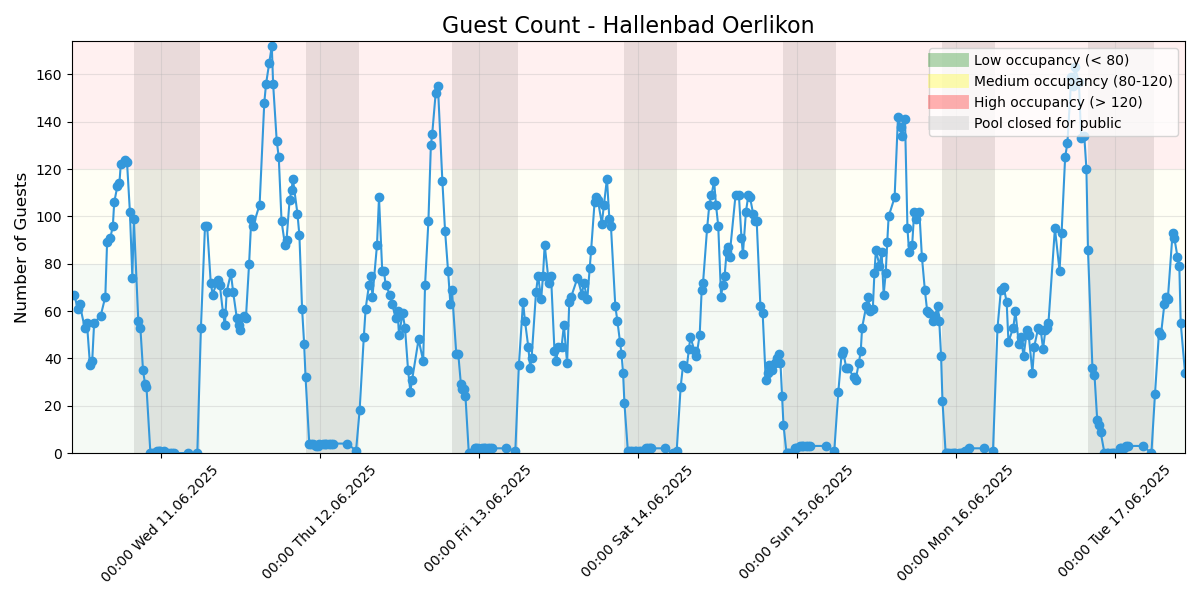 Guest Count - Hallenbad Oerlikon
Number of Guests
160
140
120
100
80
60
40
20
0
Low occupancy (< 80)
Medium occupancy (80-120)
High occupancy (> 120)
Pool closed for public
00:00 Wed 11.06.2025
00:00 Thu 12.06.2025
00:00 Fri 13.06.2025
00:00 Sat 14.06.2025
00:00 Sun 15.06.2025
00:00 Mon 16.06.2025
00:00 Tue 17.06.2025